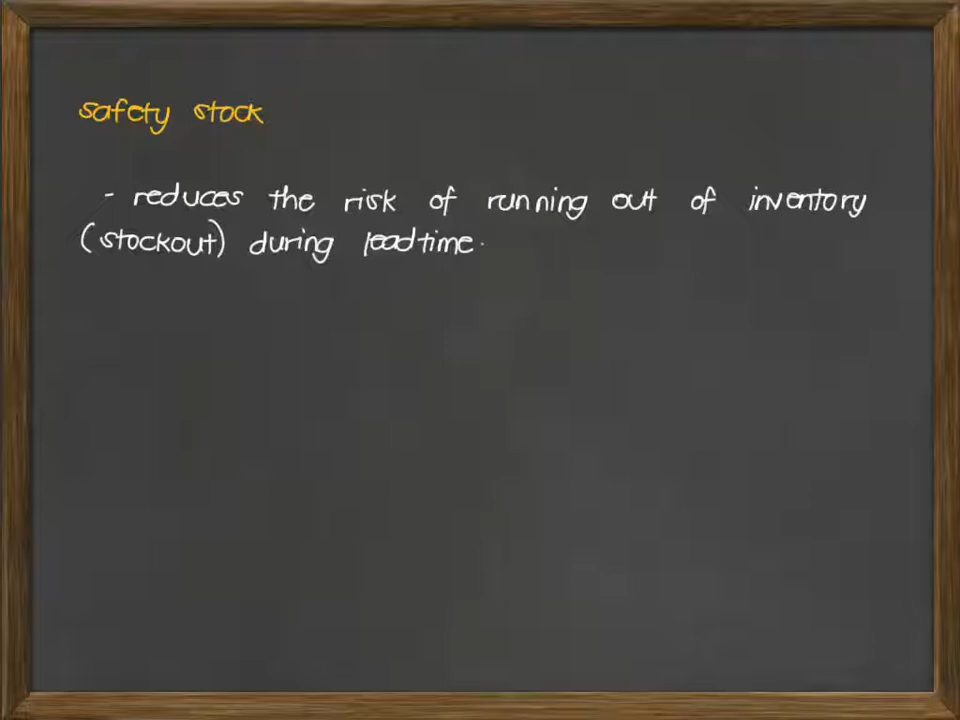 safety stock
- reduces the risk of running out of inventory
(stockout) during leadtime.